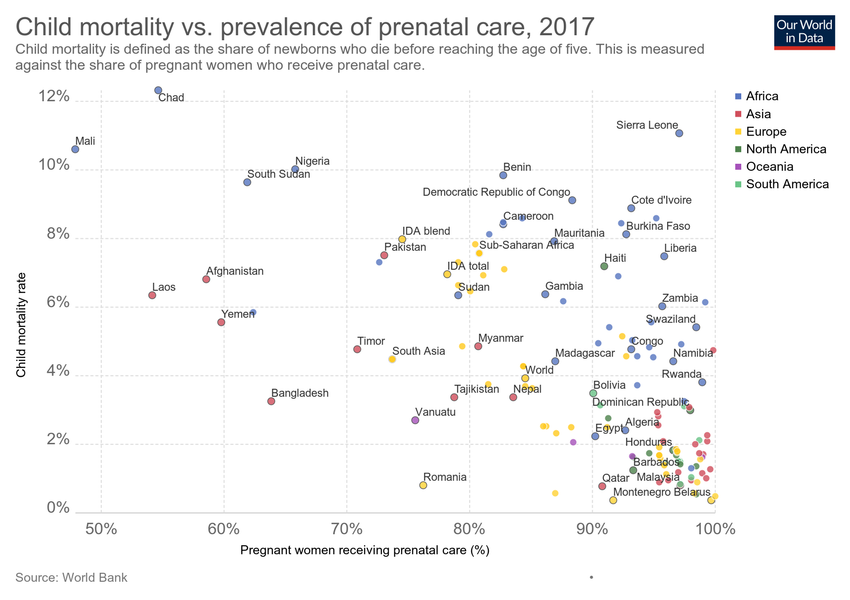 Child mortality vs. prevalence of prenatal care, 2017
Our World
in Data
Child mortality is defined as the share of newborns who die before reaching the age of five. This is measured
against the share of pregnant women who receive prenatal care.
12%
10%
8%
6%
4%
2%
0%
Child mortality rate
Chad
Sierra Leone
Mali
Nigeria
Benin
South Sudan
Democratic Republic of Congo
Cote d'Ivoire
Cameroon
Burkina Faso
IDA blend
Mauritania
Pakistan
Sub-Saharan Africa
Liberia
Haiti
IDA total
Afghanistan
Laos
Sudan
Gambia
Zambia
Yemen
Swaziland
Timor
Myanmar
Congo
South Asia
Madagascar
Namibia
World
Rwanda
Bangladesh
Tajikistan
Nepal
Bolivia
Dominican Republic
Vanuatu
Algeria
Egypt
Honduras
Barbados
Romania
Qatar
Malaysia
Montenegro
Belarus
50%
60%
70%
80%
90%
100%
Pregnant women receiving prenatal care (%)
Africa
Asia
Europe
North America
Oceania
South America
Source: World Bank